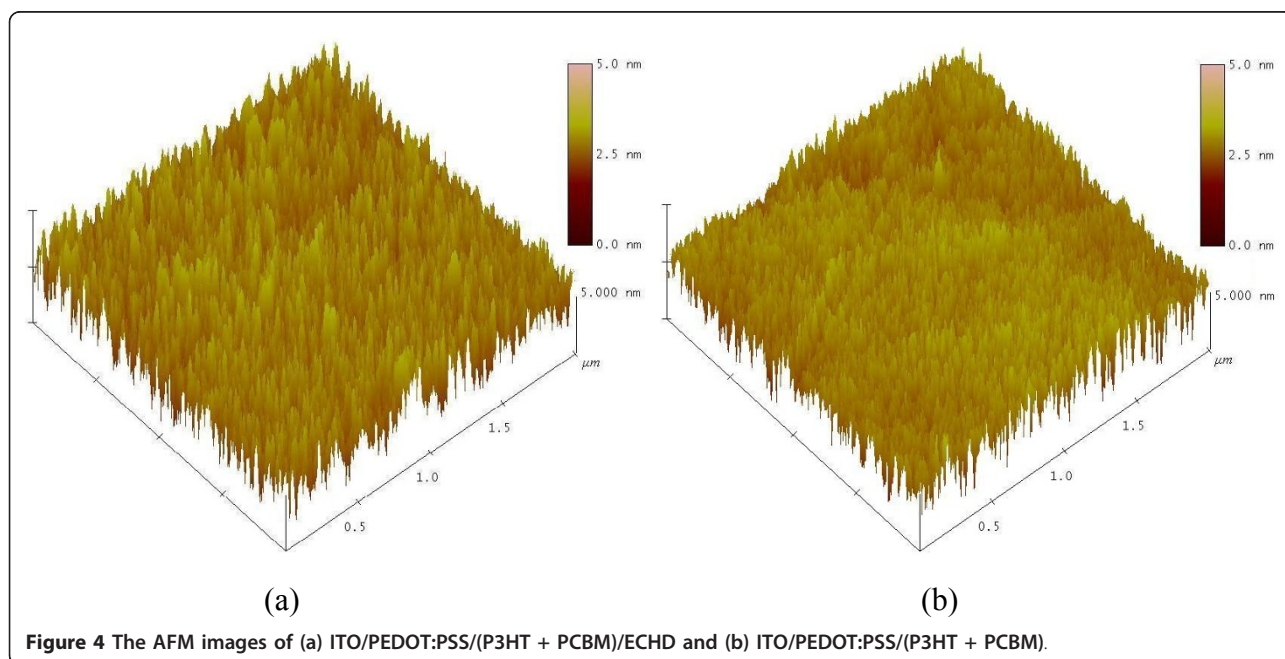 5.0 nm
2.5 nm
0.0 nm
5.000 nm
μm
1.5
1.0
0.5
(a)
5.0 nm
2.5 nm
0.0 nm
5.000 nm
μm
1.5
1.0
0.5
(b)
Figure 4 The AFM images of (a) ITO/PEDOT:PSS/(P3HT + PCBM)/ECHD and (b) ITO/PEDOT:PSS/(P3HT + PCBM).